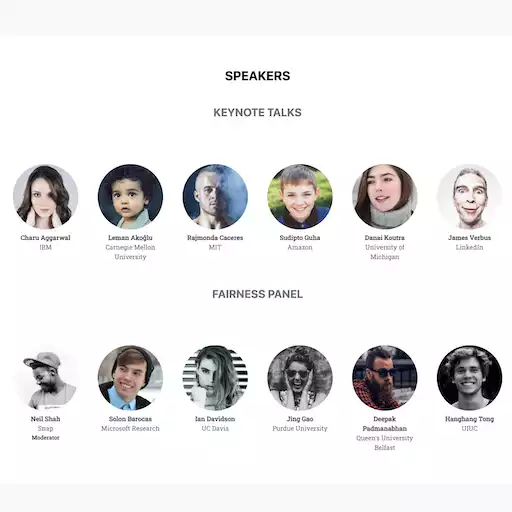 SPEAKERS
KEYNOTE TALKS
Charu Aggarwal
IBM
Leman Akoğlu
Carnegie Mellon
University
Rajmonda Caceres
MIT
Sudipto Guha
Amazon
Danai Koutra
University of
Michigan
James Verbus
LinkedIn
FAIRNESS PANEL
Neil Shah
Snap
Moderator
Solon Barocas
Microsoft Research
Ian Davidson
UC Davis
Jing Gao
Purdue University
Deepak
Padmanabhan
Queen's University
Belfast
Hanghang Tong
UIUC